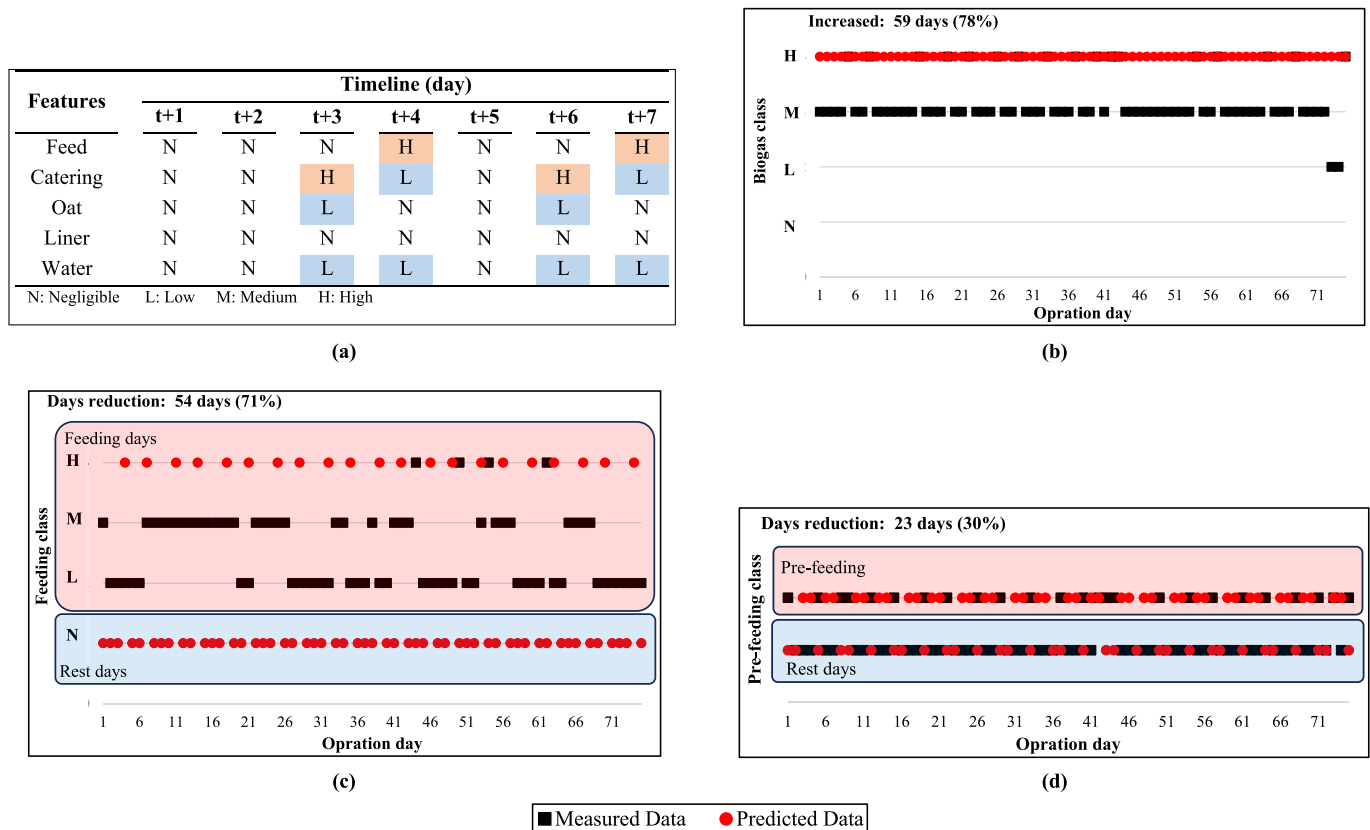 Features Timeline (day)
t+1 t+2 t+3 t+4 t+5 t+6 t+7
Feed N N N H N N H
Catering N N H L N H L
Oat N N L N N L N
Liner N N N N N N N
Water N N L L N L L
N: Negligible L: Low M: Medium H: High
(a)
Increased: 59 days (78%)
Biogas class
H
M
L
N
1 6 11 16 21 26 31 36 41 46 51 56 61 66 71
Opration day
(b)
Days reduction: 54 days (71%)
Feeding days
Feeding class
H
M
L
N
Rest days
1 6 11 16 21 26 31 36 41 46 51 56 61 66 71
Opration day
(c)
Days reduction: 23 days (30%)
Pre-feeding class
Pre-feeding
Rest days
1 6 11 16 21 26 31 36 41 46 51 56 61 66 71
Opration day
(d)
Measured Data Predicted Data